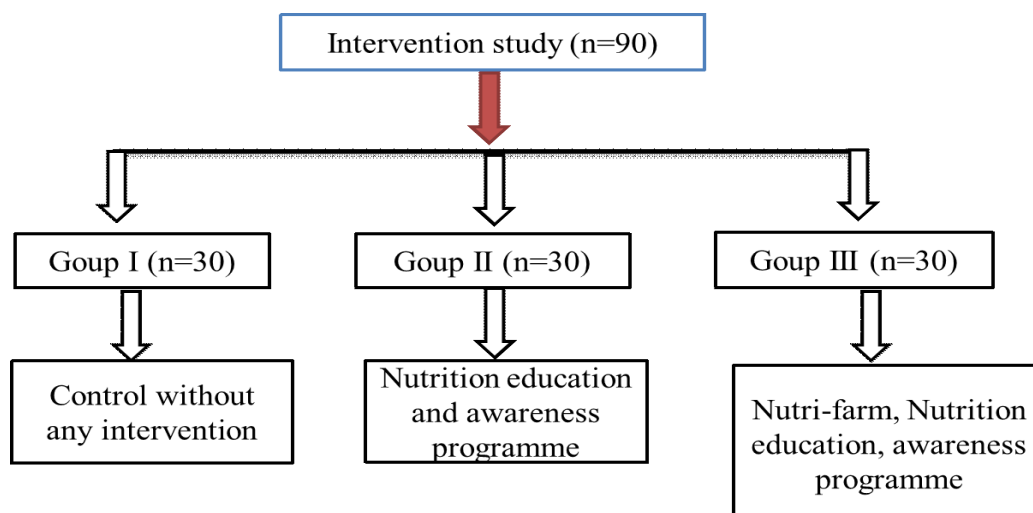 Intervention study (n=90)
Goup I (n=30)
Goup II (n=30)
Goup III (n=30)
Control without
any intervention
Nutrition education
and awareness
programme
Nutri-farm, Nutrition
education, awareness
programme